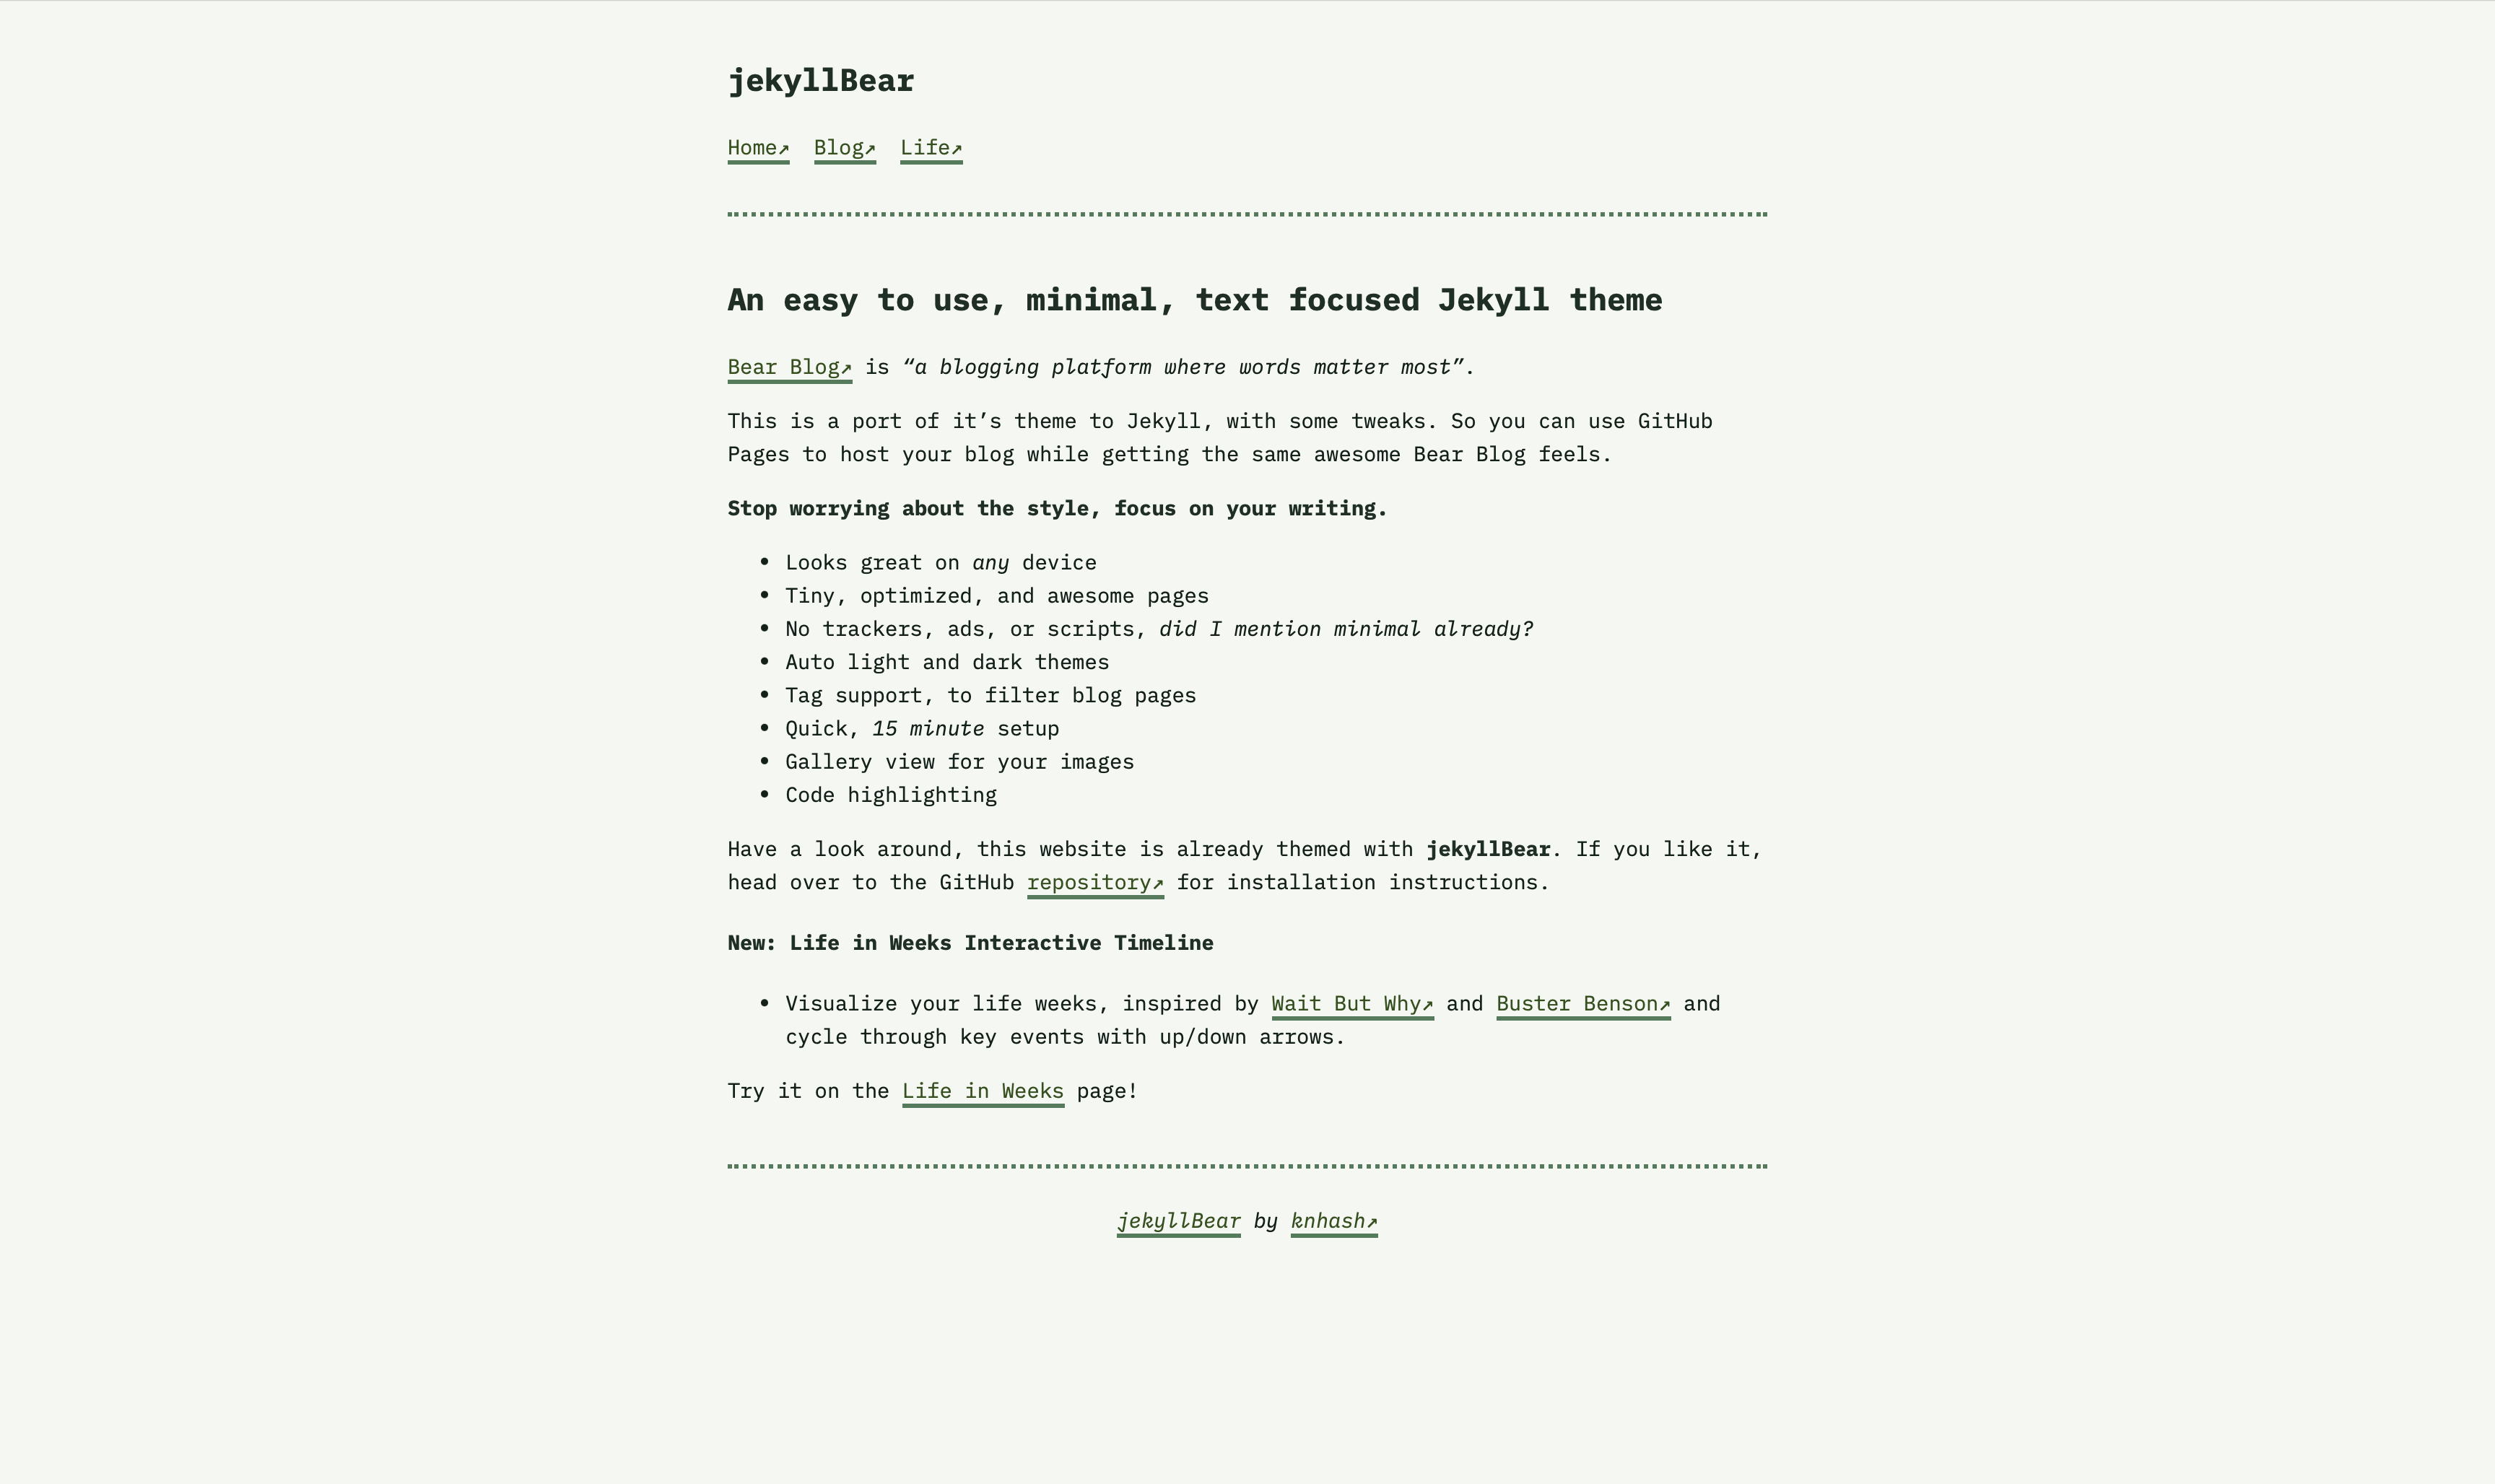 jekyllBear
Home↗ Blog↗ Life↗
An easy to use, minimal, text focused Jekyll theme
Bear Blog↗ is “a blogging platform where words matter most”.
This is a port of it’s theme to Jekyll, with some tweaks. So you can use GitHub
Pages to host your blog while getting the same awesome Bear Blog feels.
Stop worrying about the style, focus on your writing.
• Looks great on any device
• Tiny, optimized, and awesome pages
• No trackers, ads, or scripts, did I mention minimal already?
• Auto light and dark themes
• Tag support, to filter blog pages
• Quick, 15 minute setup
• Gallery view for your images
• Code highlighting
Have a look around, this website is already themed with jekyllBear. If you like it,
head over to the GitHub repository↗ for installation instructions.
New: Life in Weeks Interactive Timeline
• Visualize your life weeks, inspired by Wait But Why↗ and Buster Benson↗ and
cycle through key events with up/down arrows.
Try it on the Life in Weeks page!
jekyllBear by knhash↗